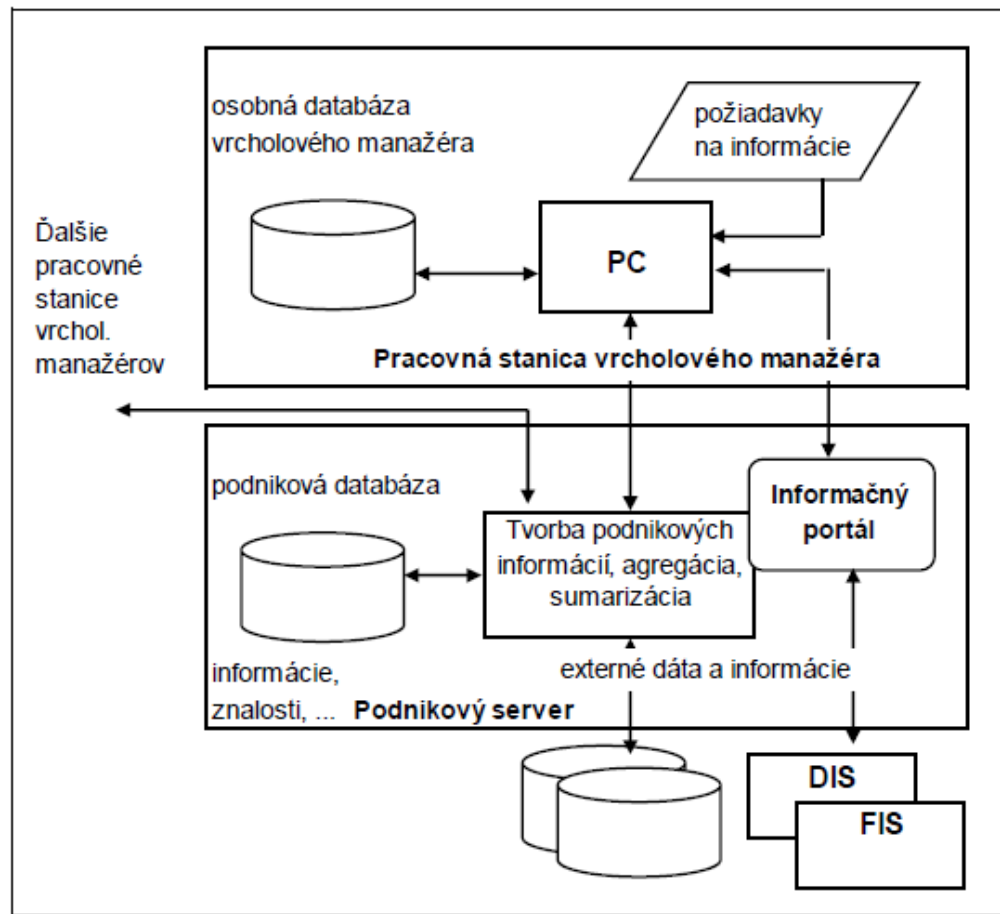 osobná databáza
vrcholového manažéra
požiadavky
na informácie
Ďalšie
pracovné
stanice
vrchol.
manažérov
PC
Pracovná stanica vrcholového manažéra
podniková databáza
Informačný
portál
Tvorba podnikových
informácií, agregácia,
sumarizácia
informácie,
znalosti, ... Podnikový server
externé dáta a informácie
DIS
FIS